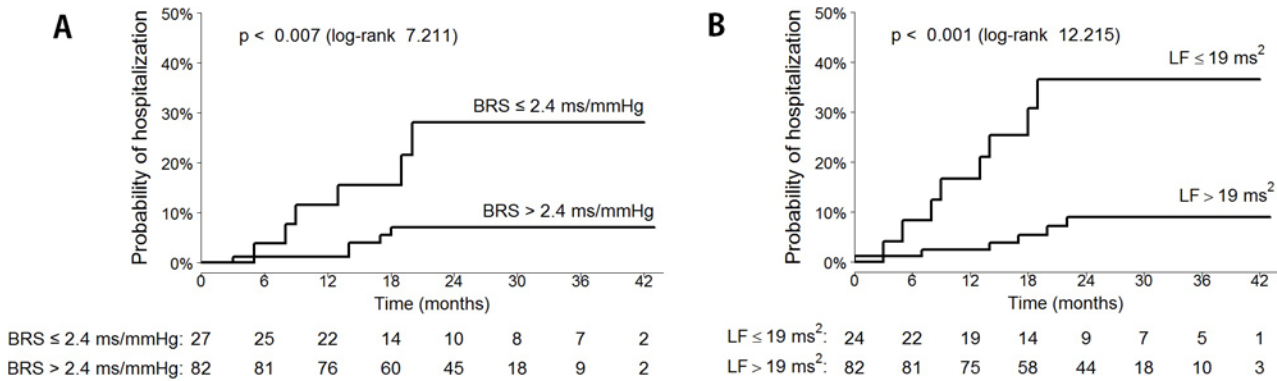 A
p < 0.007 (log-rank 7.211)
Probability of hospitalization
50%
40%
30%
20%
10%
0%
BRS ≤ 2.4 ms/mmHg
BRS > 2.4 ms/mmHg
0 6 12 18 24 30 36 42
Time (months)
BRS ≤ 2.4 ms/mmHg: 27 25 22 14 10 8 7 2
BRS > 2.4 ms/mmHg: 82 81 76 60 45 18 9 2
B
p < 0.001 (log-rank 12.215)
Probability of hospitalization
50%
40%
30%
20%
10%
0%
LF ≤ 19 ms²
LF > 19 ms²
0 6 12 18 24 30 36 42
Time (months)
LF ≤ 19 ms²: 24 22 19 14 9 7 5 1
LF > 19 ms²: 82 81 75 58 44 18 10 3